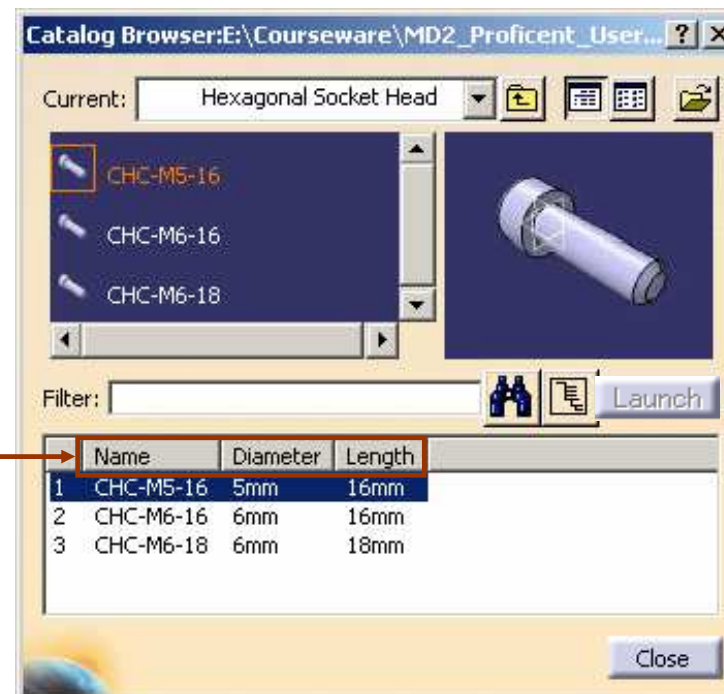 Catalog Browser:E:\Courseware\MD2_Proficent_User... ? X
Current: Hexagonal Socket Head
CHC-M5-16
CHC-M6-16
CHC-M6-18
Filter: Launch
Name Diameter Length
1 CHC-M5-16 5mm 16mm
2 CHC-M6-16 6mm 16mm
3 CHC-M6-18 6mm 18mm
Close